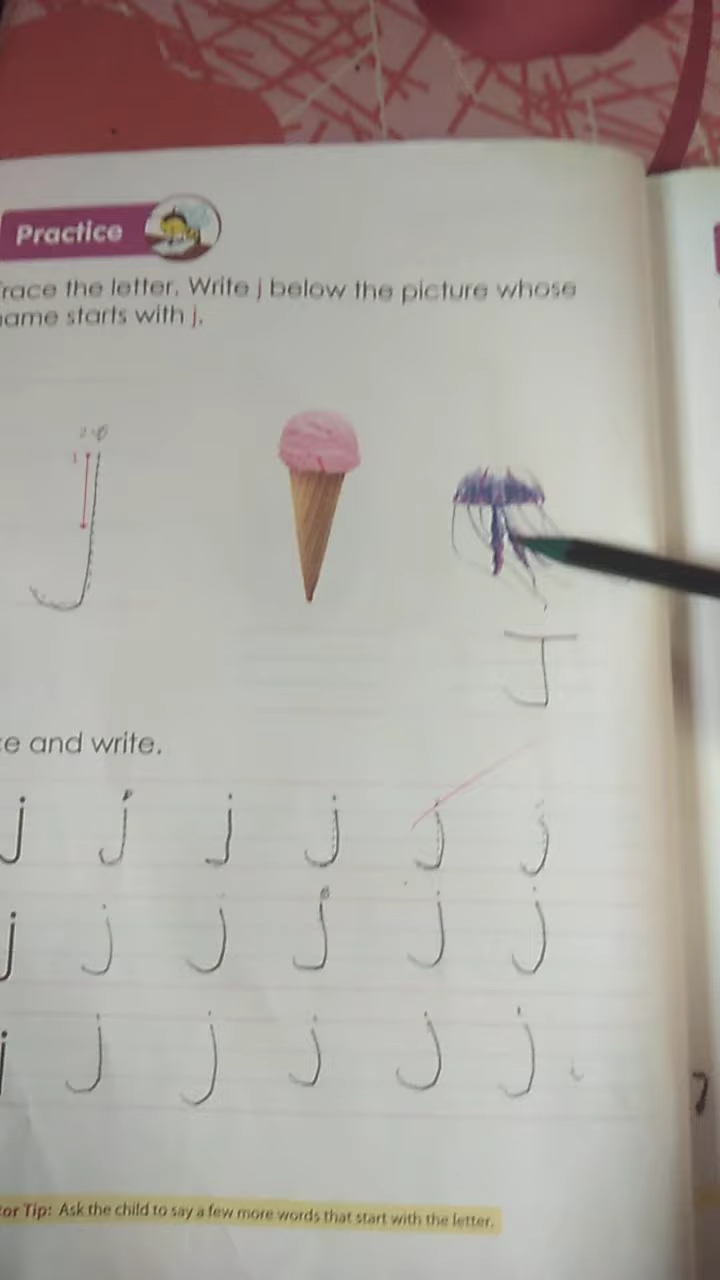 Practice
race the letter. Write j below the picture whose
ame starts with j.
1
j
J
e and write.
j j j j j j
j j j j j j
j j j j j j
or Tip: Ask the child to say a few more words that start with the letter.